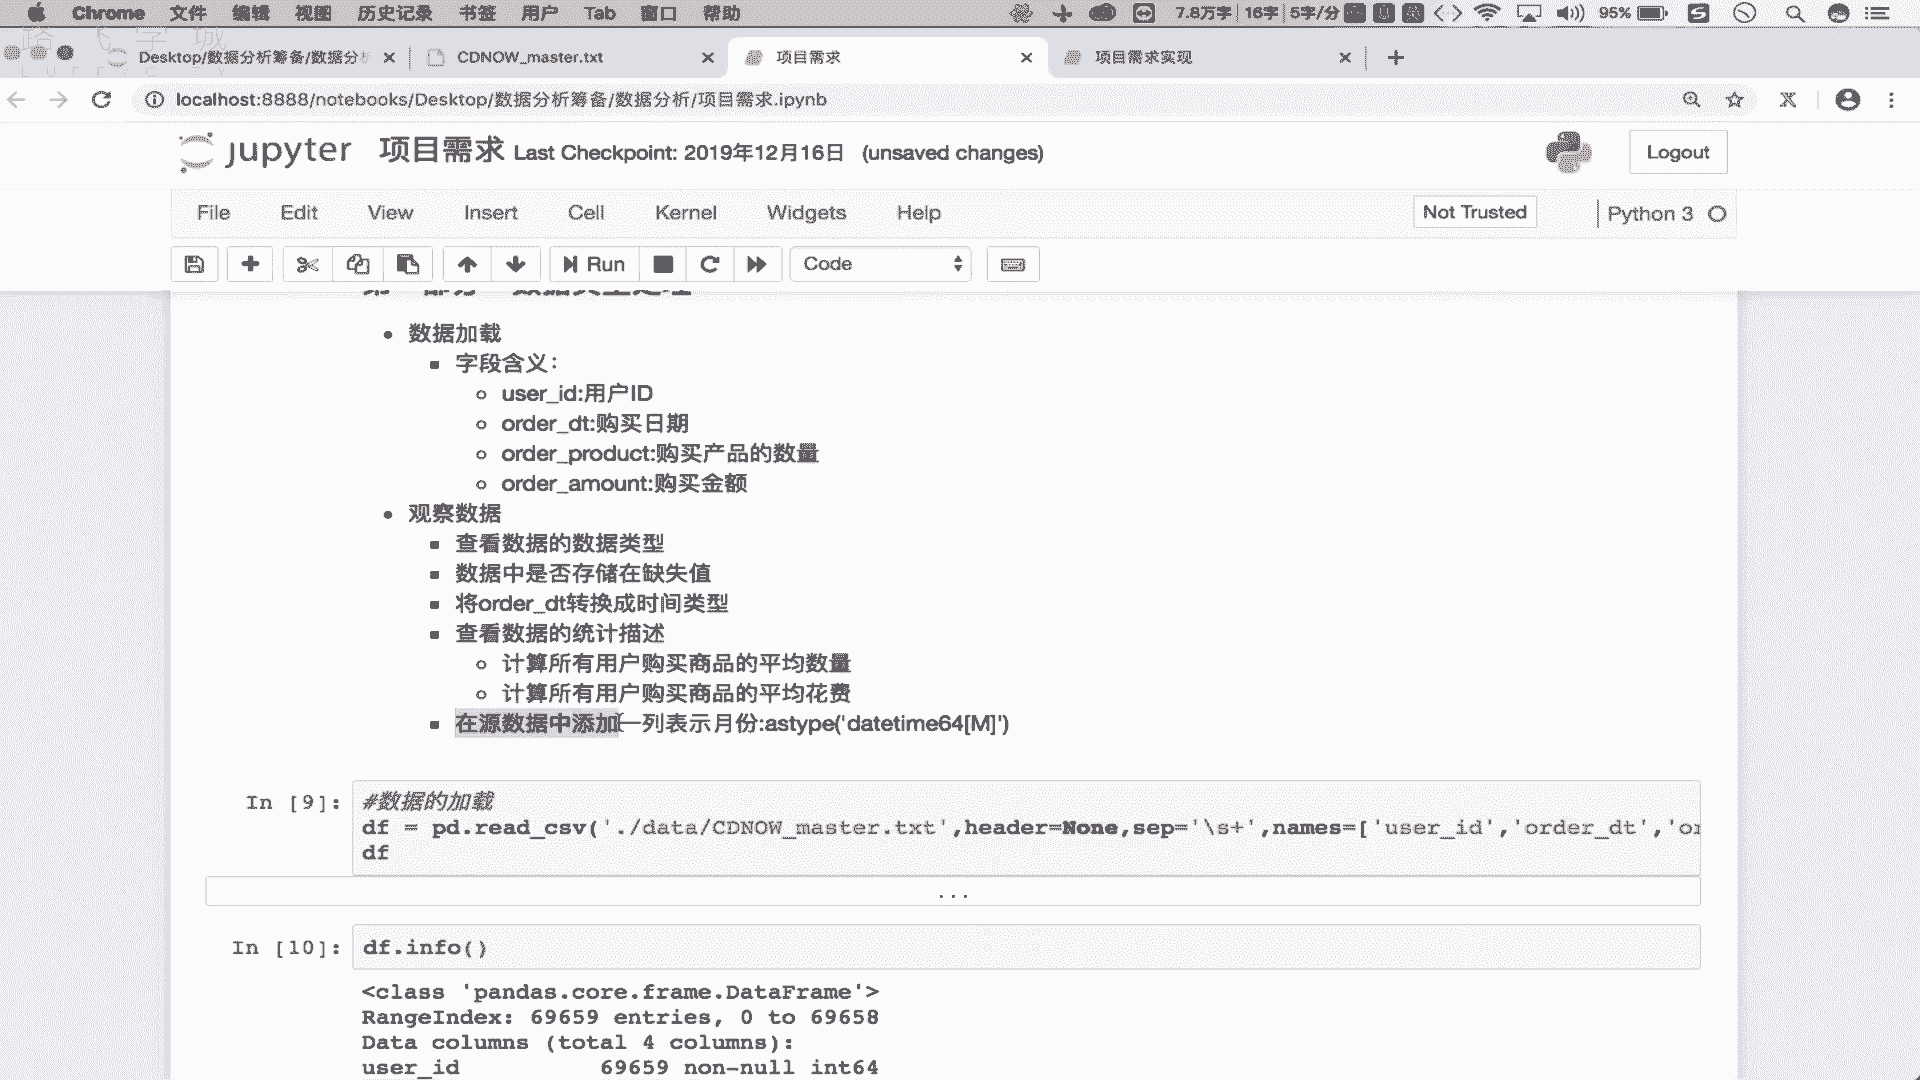 Chrome 文件 编辑 视图 历史记录 书签 用户 Tab 窗口 帮助 7.8万字 16字 5字/分 95%
Desktop/数据分析筹备/数据分析 CDNOW_master.txt 项目需求 项目需求实现
localhost:8888/notebooks/Desktop/数据分析筹备/数据分析/项目需求.ipynb
jupyter 项目需求 Last Checkpoint: 2019年12月16日 (unsaved changes) Logout
File Edit View Insert Cell Kernel Widgets Help Not Trusted Python 3
Run Code
数据加载
字段含义：
user_id:用户ID
order_dt:购买日期
order_product:购买产品的数量
order_amount:购买金额
观察数据
查看数据的数据类型
数据中是否存储在缺失值
将order_dt转换成时间类型
查看数据的统计描述
计算所有用户购买商品的平均数量
计算所有用户购买商品的平均花费
在源数据中添加一列表示月份:astype('datetime64[M]')
In [9]: #数据的加载
df = pd.read_csv('./data/CDNOW_master.txt',header=None,sep='\s+',names=['user_id','order_dt','or
df
...
In [10]: df.info()
<class 'pandas.core.frame.DataFrame'>
RangeIndex: 69659 entries, 0 to 69658
Data columns (total 4 columns):
user_id 69659 non-null int64